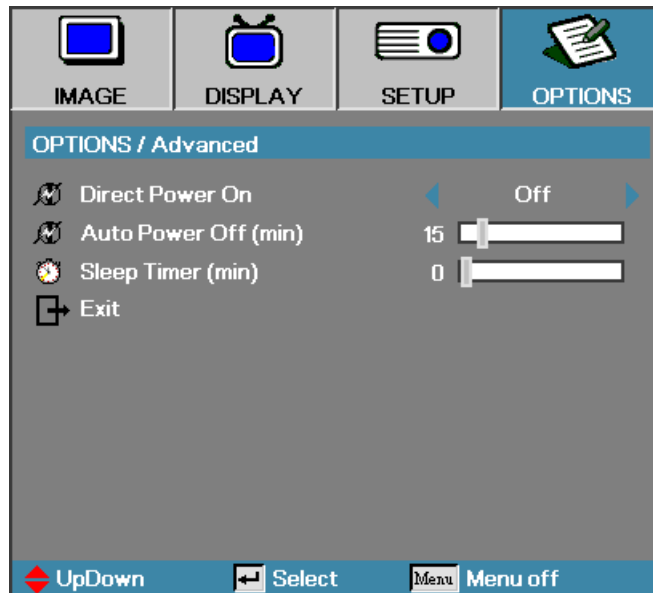 IMAGE DISPLAY SETUP OPTIONS
OPTIONS / Advanced
Direct Power On Off
Auto Power Off (min) 15
Sleep Timer (min) 0
Exit
UpDown Select Menu Menu off